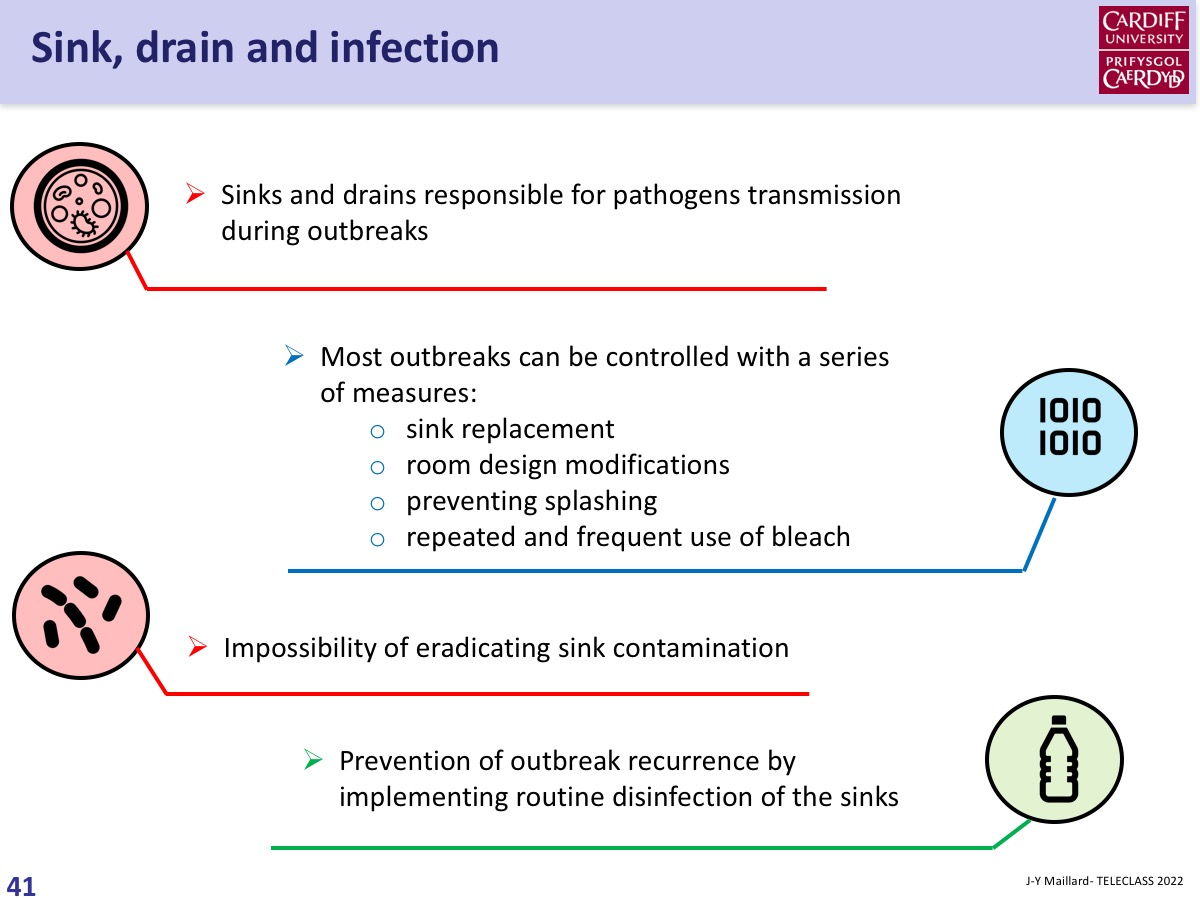 Sink, drain and infection
CARDIFF
UNIVERSITY
PRIFYSGOL
CAERDYDD
➢ Sinks and drains responsible for pathogens transmission
during outbreaks
➢ Most outbreaks can be controlled with a series
of measures:
o sink replacement
o room design modifications
o preventing splashing
o repeated and frequent use of bleach
1010
1010
➢ Impossibility of eradicating sink contamination
➢ Prevention of outbreak recurrence by
implementing routine disinfection of the sinks
41
J-Y Maillard- TELECLASS 2022